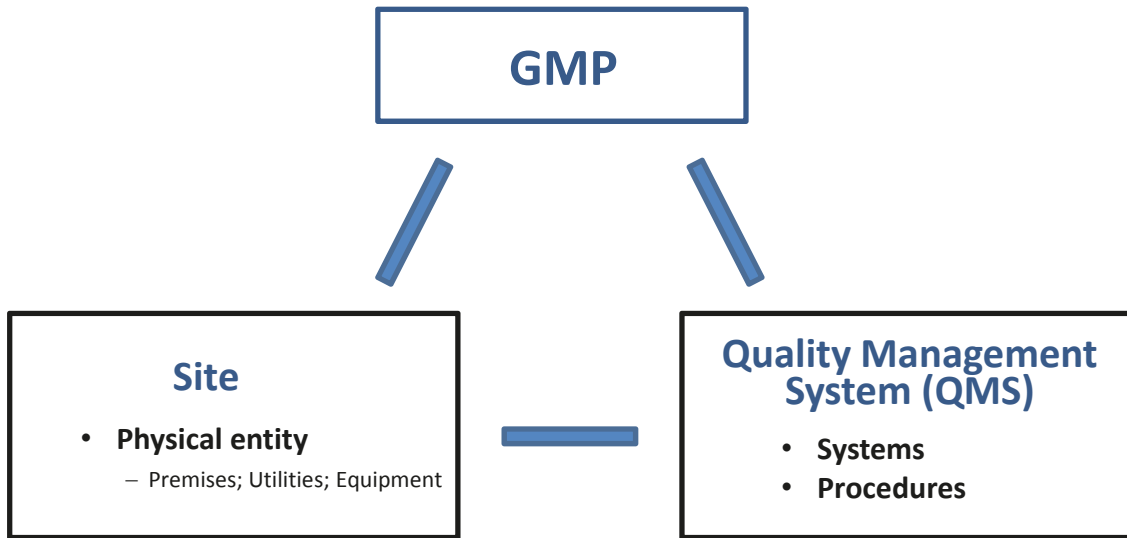 GMP
Site
• Physical entity
– Premises; Utilities; Equipment
Quality Management
System (QMS)
• Systems
• Procedures